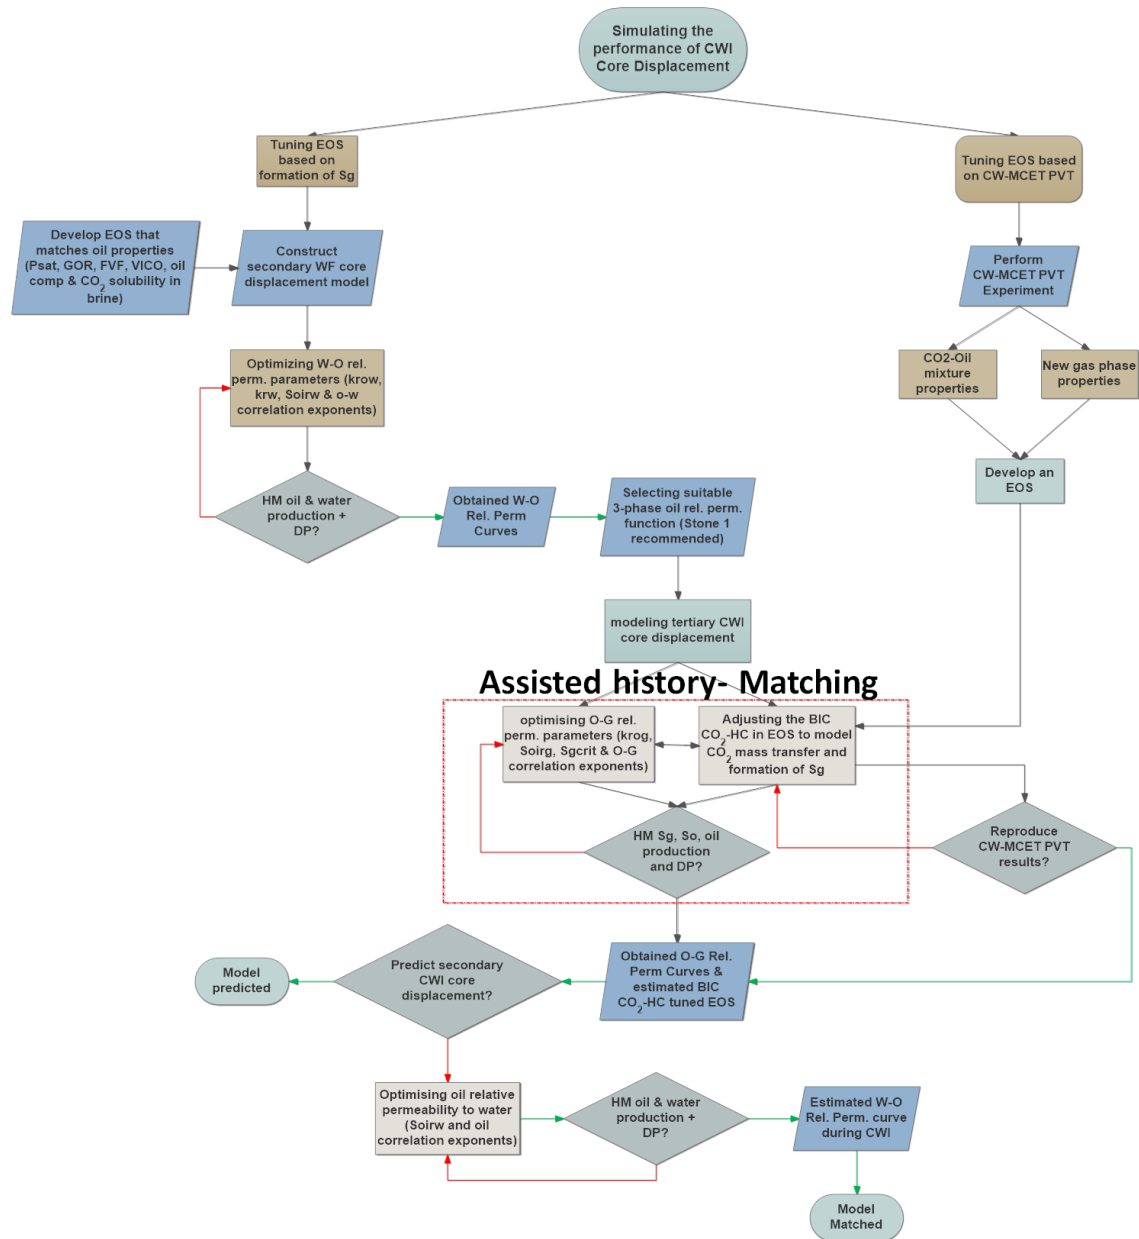 Simulating the
performance of CWI
Core Displacement
Tuning EOS
based on
formation of Sg
Tuning EOS based
on CW-MCET PVT
Develop EOS that
matches oil properties
(Psat, GOR, FVF, VICO, oil
comp & CO2 solubility in
brine)
Construct
secondary WF core
displacement model
Perform
CW-MCET PVT
Experiment
Optimizing W-O rel.
perm. parameters (krow,
krw, Soirw & o-w
correlation exponents)
CO2-Oil
mixture
properties
New gas phase
properties
Develop an
EOS
HM oil & water
production +
DP?
Obtained W-O
Rel. Perm
Curves
Selecting suitable
3-phase oil rel. perm.
function (Stone 1
recommended)
modeling tertiary CWI
core displacement
Assisted history- Matching
optimising O-G rel.
perm. parameters (krog,
Soirg, Sgcrit & O-G
correlation exponents)
Adjusting the BIC
CO2-HC in EOS to model
CO2 mass transfer and
formation of Sg
HM Sg, So, oil
production
and DP?
Reproduce
CW-MCET PVT
results?
Model
predicted
Predict secondary
CWI core
displacement?
Obtained O-G Rel.
Perm Curves &
estimated BIC
CO2-HC tuned EOS
Optimising oil relative
permeability to water
(Soirw and oil
correlation exponents)
HM oil & water
production +
DP?
Estimated W-O
Rel. Perm. curve
during CWI
Model
Matched